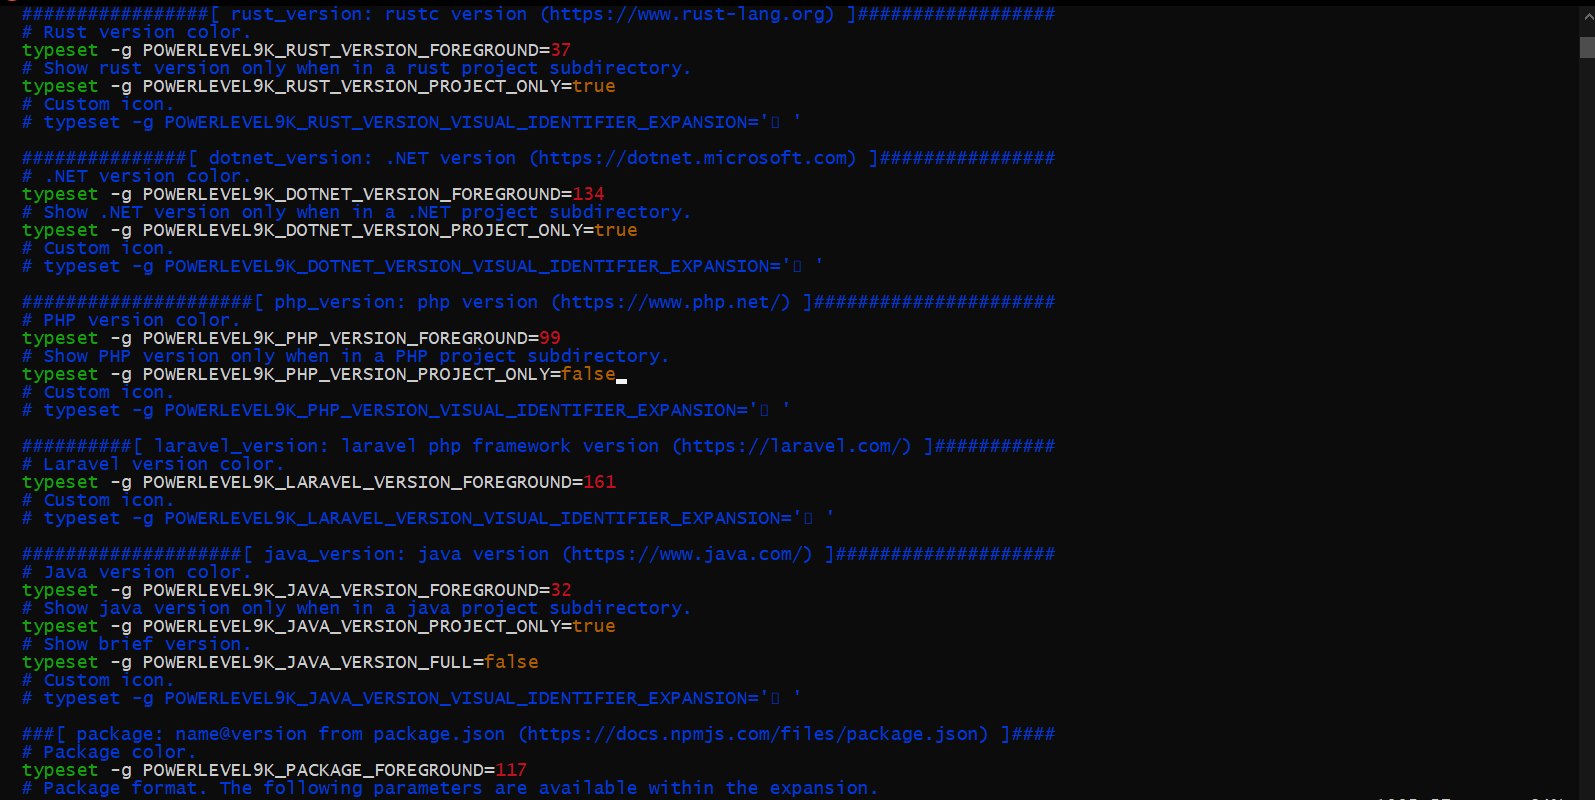 #################[ rust_version: rustc version (https://www.rust-lang.org) ]##################
# Rust version color.
typeset -g POWERLEVEL9K_RUST_VERSION_FOREGROUND=37
# Show rust version only when in a rust project subdirectory.
typeset -g POWERLEVEL9K_RUST_VERSION_PROJECT_ONLY=true
# Custom icon.
# typeset -g POWERLEVEL9K_RUST_VERSION_VISUAL_IDENTIFIER_EXPANSION='▯ '
###############[ dotnet_version: .NET version (https://dotnet.microsoft.com) ]################
# .NET version color.
typeset -g POWERLEVEL9K_DOTNET_VERSION_FOREGROUND=134
# Show .NET version only when in a .NET project subdirectory.
typeset -g POWERLEVEL9K_DOTNET_VERSION_PROJECT_ONLY=true
# Custom icon.
# typeset -g POWERLEVEL9K_DOTNET_VERSION_VISUAL_IDENTIFIER_EXPANSION='▯ '
#####################[ php_version: php version (https://www.php.net/) ]######################
# PHP version color.
typeset -g POWERLEVEL9K_PHP_VERSION_FOREGROUND=99
# Show PHP version only when in a PHP project subdirectory.
typeset -g POWERLEVEL9K_PHP_VERSION_PROJECT_ONLY=false
# Custom icon.
# typeset -g POWERLEVEL9K_PHP_VERSION_VISUAL_IDENTIFIER_EXPANSION='▯ '
##########[ laravel_version: laravel php framework version (https://laravel.com/) ]###########
# Laravel version color.
typeset -g POWERLEVEL9K_LARAVEL_VERSION_FOREGROUND=161
# Custom icon.
# typeset -g POWERLEVEL9K_LARAVEL_VERSION_VISUAL_IDENTIFIER_EXPANSION='▯ '
####################[ java_version: java version (https://www.java.com/) ]####################
# Java version color.
typeset -g POWERLEVEL9K_JAVA_VERSION_FOREGROUND=32
# Show java version only when in a java project subdirectory.
typeset -g POWERLEVEL9K_JAVA_VERSION_PROJECT_ONLY=true
# Show brief version.
typeset -g POWERLEVEL9K_JAVA_VERSION_FULL=false
# Custom icon.
# typeset -g POWERLEVEL9K_JAVA_VERSION_VISUAL_IDENTIFIER_EXPANSION='▯ '
###[ package: name@version from package.json (https://docs.npmjs.com/files/package.json) ]####
# Package color.
typeset -g POWERLEVEL9K_PACKAGE_FOREGROUND=117
# Package format. The following parameters are available within the expansion.